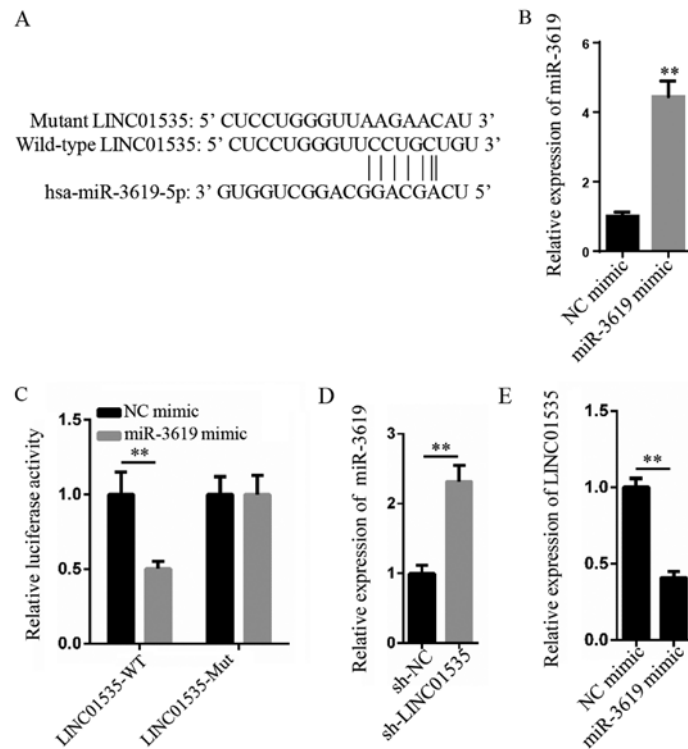 A
Mutant LINC01535: 5’ CUCCUGGGUUAAGAACAU 3’
Wild-type LINC01535: 5’ CUCCUGGGUUCCUGCUGU 3’
hsa-miR-3619-5p: 3’ GUGGUCGGACGGACGACU 5’
B
Relative expression of miR-3619
6
4
2
0
**
NC mimic
miR-3619 mimic
C
Relative luciferase activity
NC mimic
miR-3619 mimic
1.5
1.0
0.5
0.0
**
LINC01535-WT
LINC01535-Mut
D
Relative expression of miR-3619
3
2
1
0
**
sh-NC
sh-LINC01535
E
Relative expression of LINC01535
1.5
1.0
0.5
0.0
**
NC mimic
miR-3619 mimic